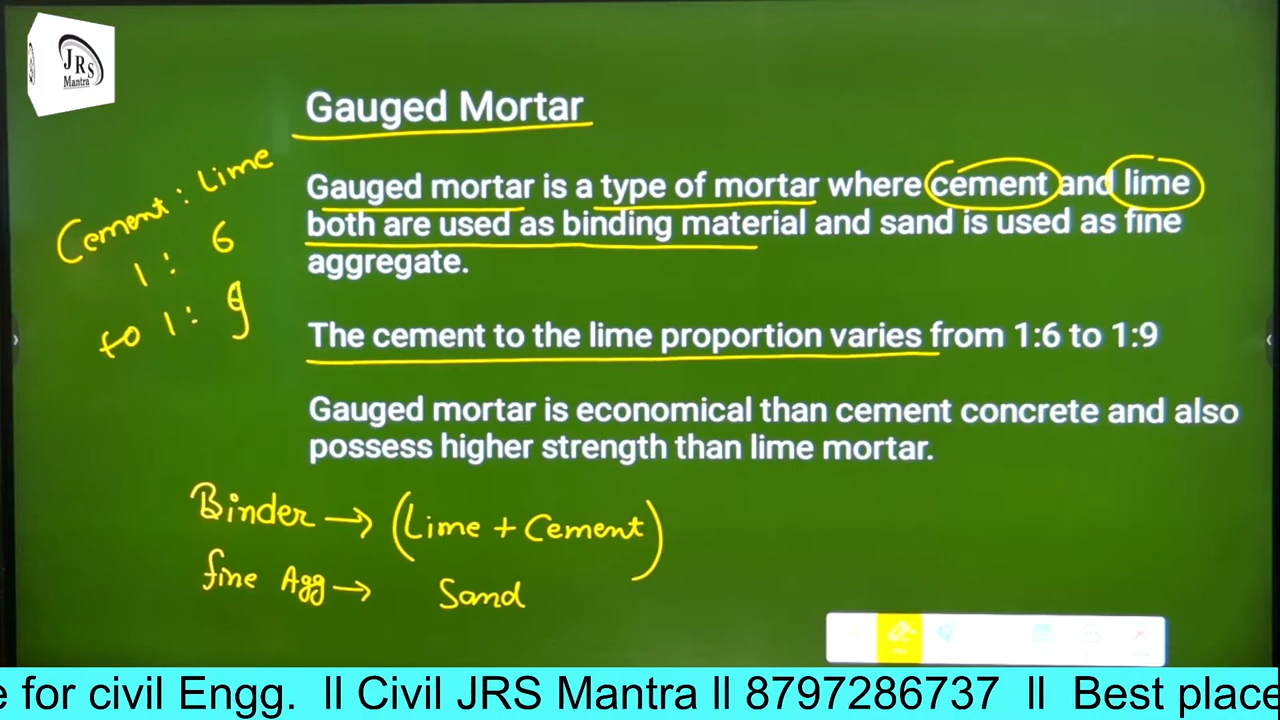 JRS
Mantra
Gauged Mortar
Gauged mortar is a type of mortar where cement and lime
both are used as binding material and sand is used as fine
aggregate.
The cement to the lime proportion varies from 1:6 to 1:9
Gauged mortar is economical than cement concrete and also
possess higher strength than lime mortar.
Cement : Lime
1 : 6
to 1 : 9
Binder → (Lime + Cement)
fine Agg → Sand
e for civil Engg. ll Civil JRS Mantra ll 8797286737 ll Best place